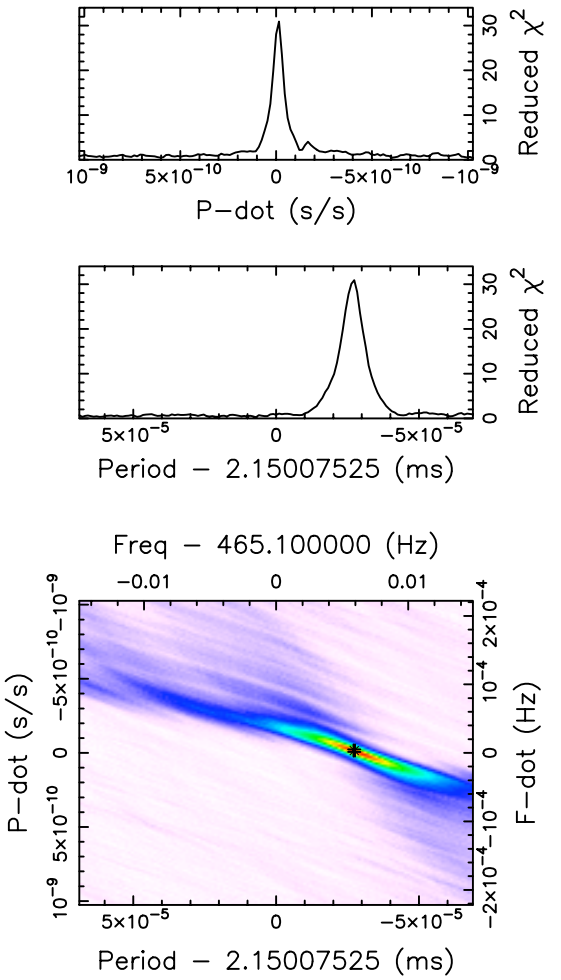 Reduced χ²
0 10 20 30
10⁻⁹ 5×10⁻¹⁰ 0 −5×10⁻¹⁰ −10⁻⁹
P−dot (s/s)
Reduced χ²
0 10 20 30
5×10⁻⁵ 0 −5×10⁻⁵
Period − 2.15007525 (ms)
Freq − 465.100000 (Hz)
−0.01 0 0.01
P−dot (s/s)
10⁻⁹ 5×10⁻¹⁰ 0 −5×10⁻¹⁰ −10⁻⁹
F−dot (Hz)
−2×10⁻⁴ −10⁻⁴ 0 10⁻⁴ 2×10⁻⁴
5×10⁻⁵ 0 −5×10⁻⁵
Period − 2.15007525 (ms)